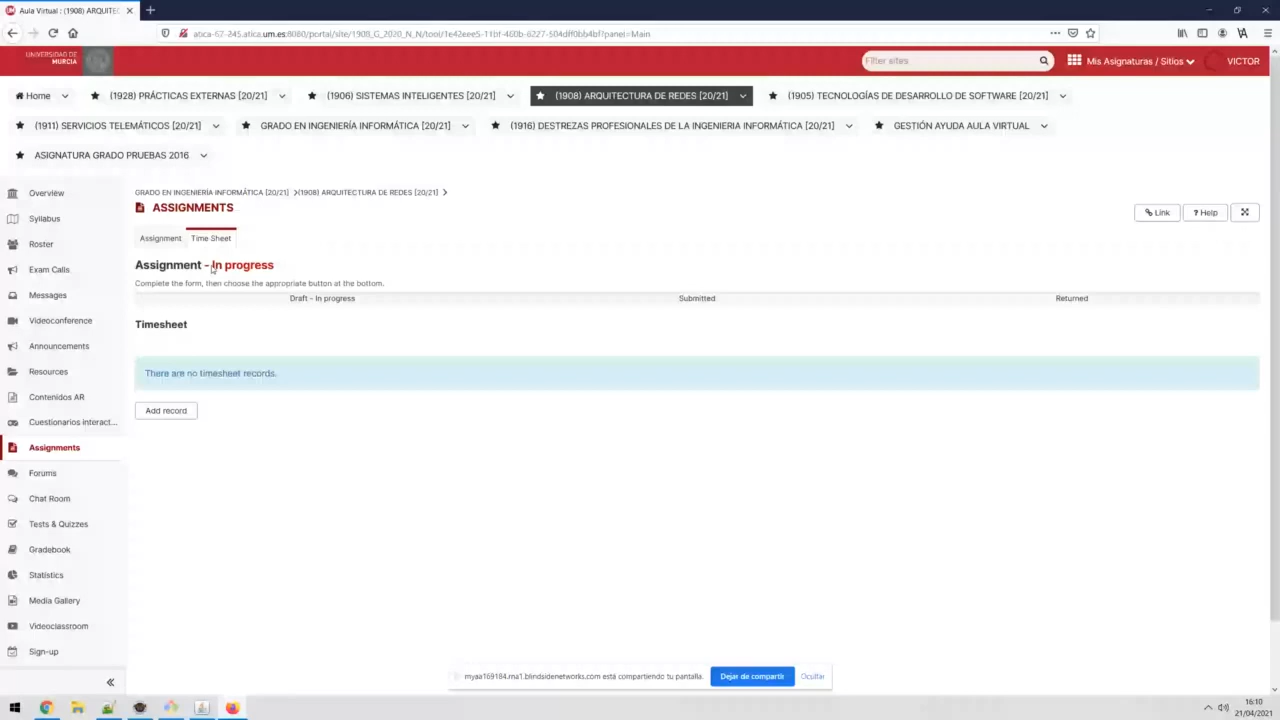 Aula Virtual : (1908) ARQUITEC
atica-67-245.atica.um.es:8080/portal/site/1908_G_2020_N_N/tool/1e42eee5-11bf-460b-6227-504dff0bb4bf?panel=Main
UNIVERSIDAD DE
MURCIA
Filter sites
Mis Asignaturas / Sitios
VICTOR
Home
(1928) PRÁCTICAS EXTERNAS [20/21]
(1906) SISTEMAS INTELIGENTES [20/21]
(1908) ARQUITECTURA DE REDES [20/21]
(1905) TECNOLOGÍAS DE DESARROLLO DE SOFTWARE [20/21]
(1911) SERVICIOS TELEMÁTICOS [20/21]
GRADO EN INGENIERÍA INFORMÁTICA [20/21]
(1916) DESTREZAS PROFESIONALES DE LA INGENIERIA INFORMÁTICA [20/21]
GESTIÓN AYUDA AULA VIRTUAL
ASIGNATURA GRADO PRUEBAS 2016
Overview
Syllabus
Roster
Exam Calls
Messages
Videoconference
Announcements
Resources
Contenidos AR
Cuestionarios interact...
Assignments
Forums
Chat Room
Tests & Quizzes
Gradebook
Statistics
Media Gallery
Videoclassroom
Sign-up
GRADO EN INGENIERÍA INFORMÁTICA [20/21] > (1908) ARQUITECTURA DE REDES [20/21] >
ASSIGNMENTS
Link
? Help
Assignment
Time Sheet
Assignment - In progress
Complete the form, then choose the appropriate button at the bottom.
Draft - In progress
Submitted
Returned
Timesheet
There are no timesheet records.
Add record
myaa169184.rna1.blindsidenetworks.com está compartiendo tu pantalla.
Dejar de compartir
Ocultar
16:10
21/04/2021